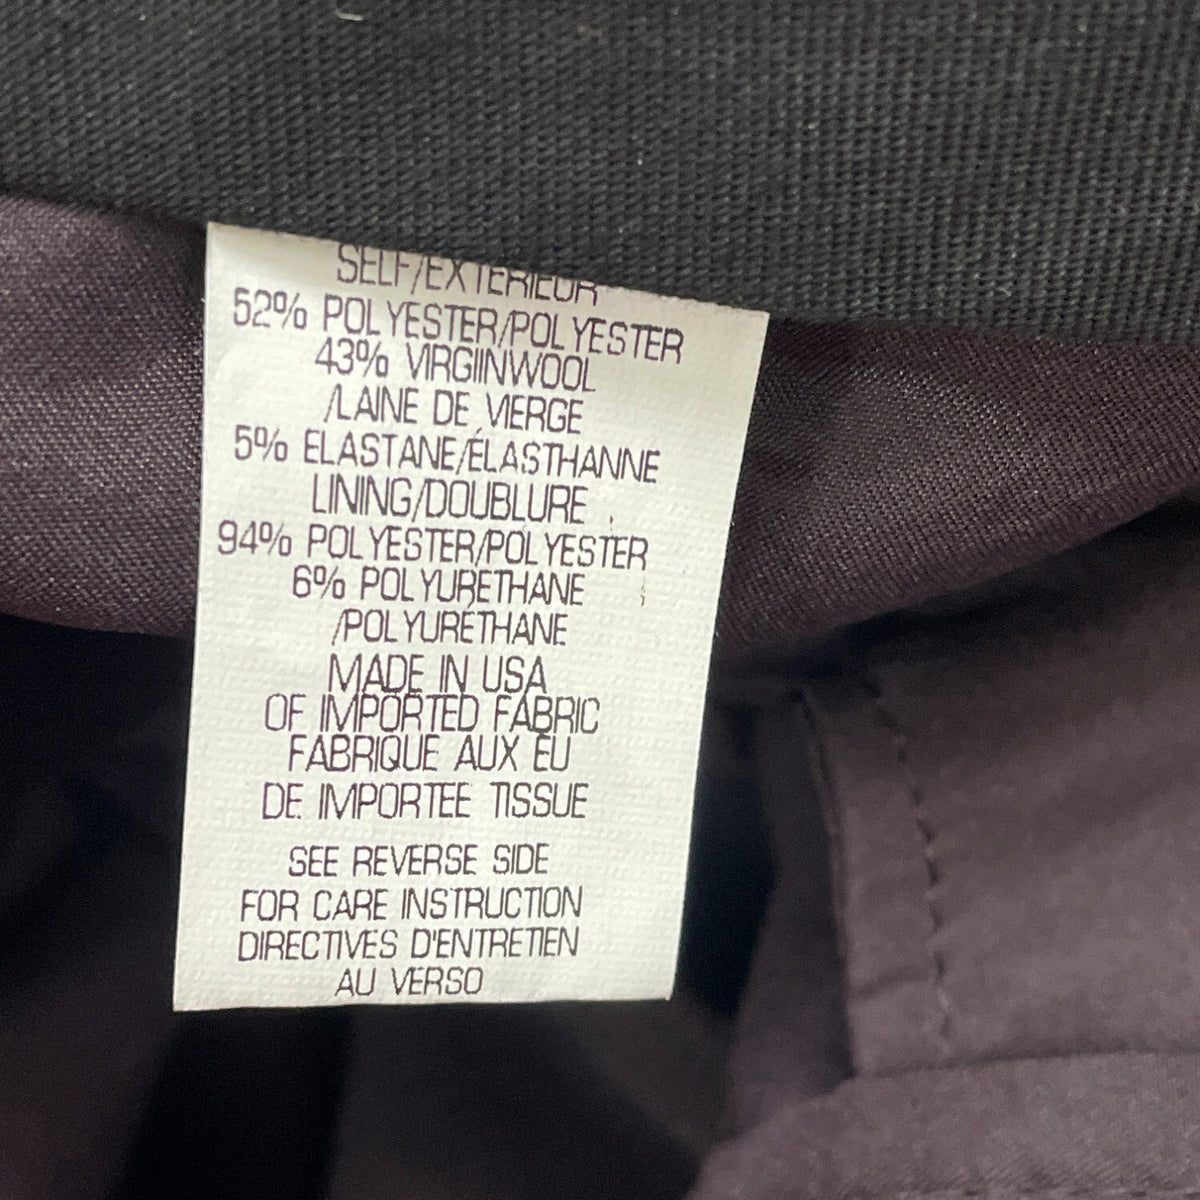 SELF/EXTERIEUR
52% POLYESTER/POLYESTER
43% VIRGIINWOOL
/LAINE DE VIERGE
5% ELASTANE/ÉLASTHANNE
LINING/DOUBLURE
94% POLYESTER/POLYESTER
6% POLYURETHANE
/POLYURÉTHANE
MADE IN USA
OF IMPORTED FABRIC
FABRIQUE AUX ÉU
DE IMPORTEE TISSUE
SEE REVERSE SIDE
FOR CARE INSTRUCTION
DIRECTIVES D'ENTRETIEN
AU VERSO